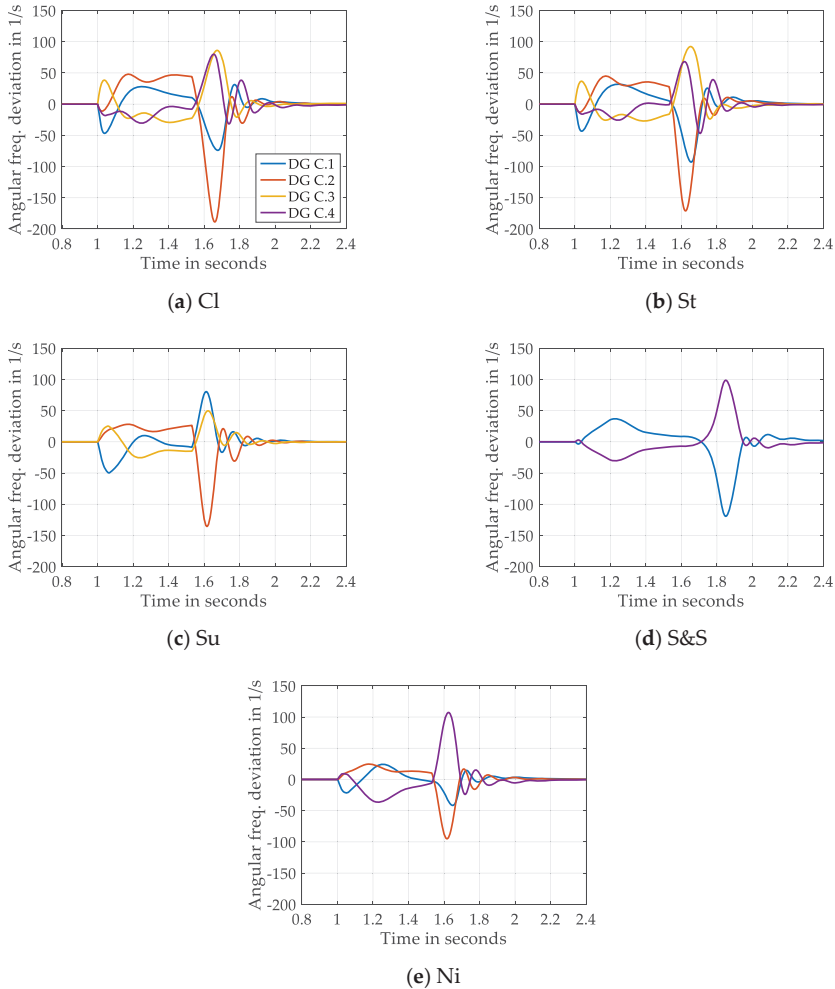 150
100
50
0
-50
-100
-150
-200
Angular freq. deviation in 1/s
DG C.1
DG C.2
DG C.3
DG C.4
0.8 1 1.2 1.4 1.6 1.8 2 2.2 2.4
Time in seconds
(a) Cl
150
100
50
0
-50
-100
-150
-200
Angular freq. deviation in 1/s
0.8 1 1.2 1.4 1.6 1.8 2 2.2 2.4
Time in seconds
(b) St
150
100
50
0
-50
-100
-150
-200
Angular freq. deviation in 1/s
0.8 1 1.2 1.4 1.6 1.8 2 2.2 2.4
Time in seconds
(c) Su
150
100
50
0
-50
-100
-150
-200
Angular freq. deviation in 1/s
0.8 1 1.2 1.4 1.6 1.8 2 2.2 2.4
Time in seconds
(d) S&S
150
100
50
0
-50
-100
-150
-200
Angular freq. deviation in 1/s
0.8 1 1.2 1.4 1.6 1.8 2 2.2 2.4
Time in seconds
(e) Ni